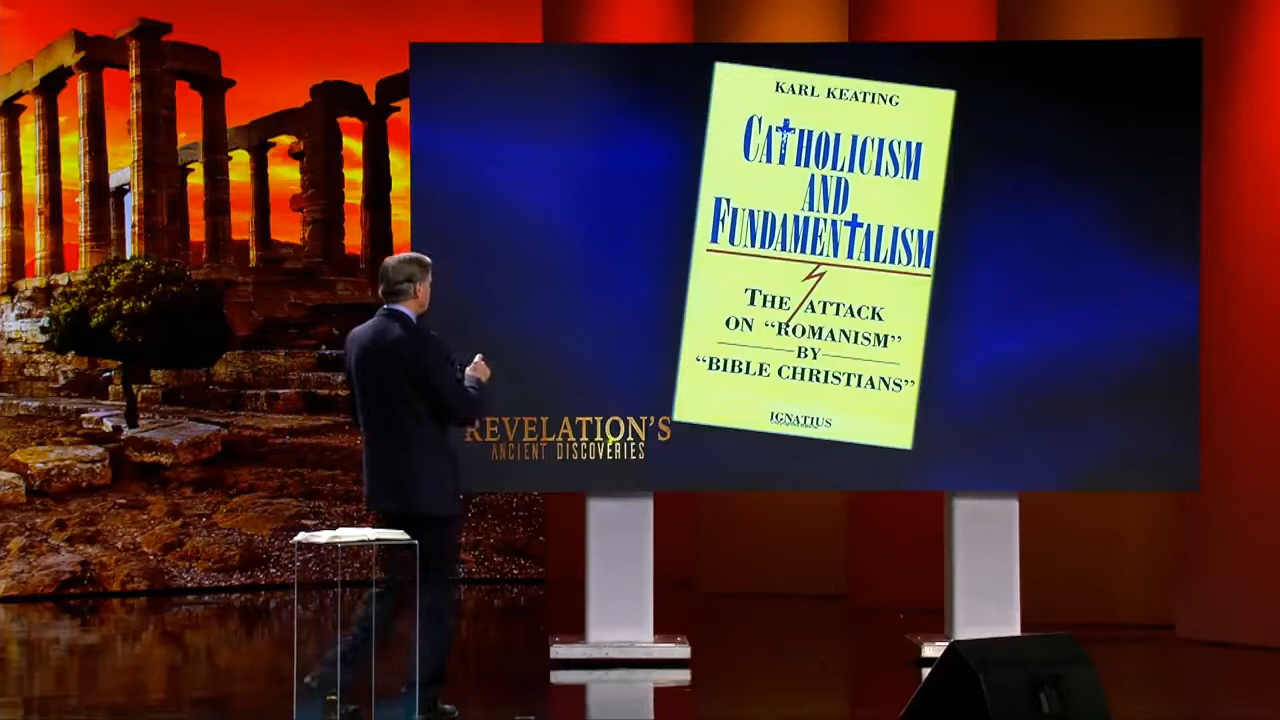 KARL KEATING
CATHOLICISM
AND
FUNDAMENTALISM
THE ATTACK
ON “ROMANISM”
BY
“BIBLE CHRISTIANS”
IGNATIUS
REVELATION'S
ANCIENT DISCOVERIES